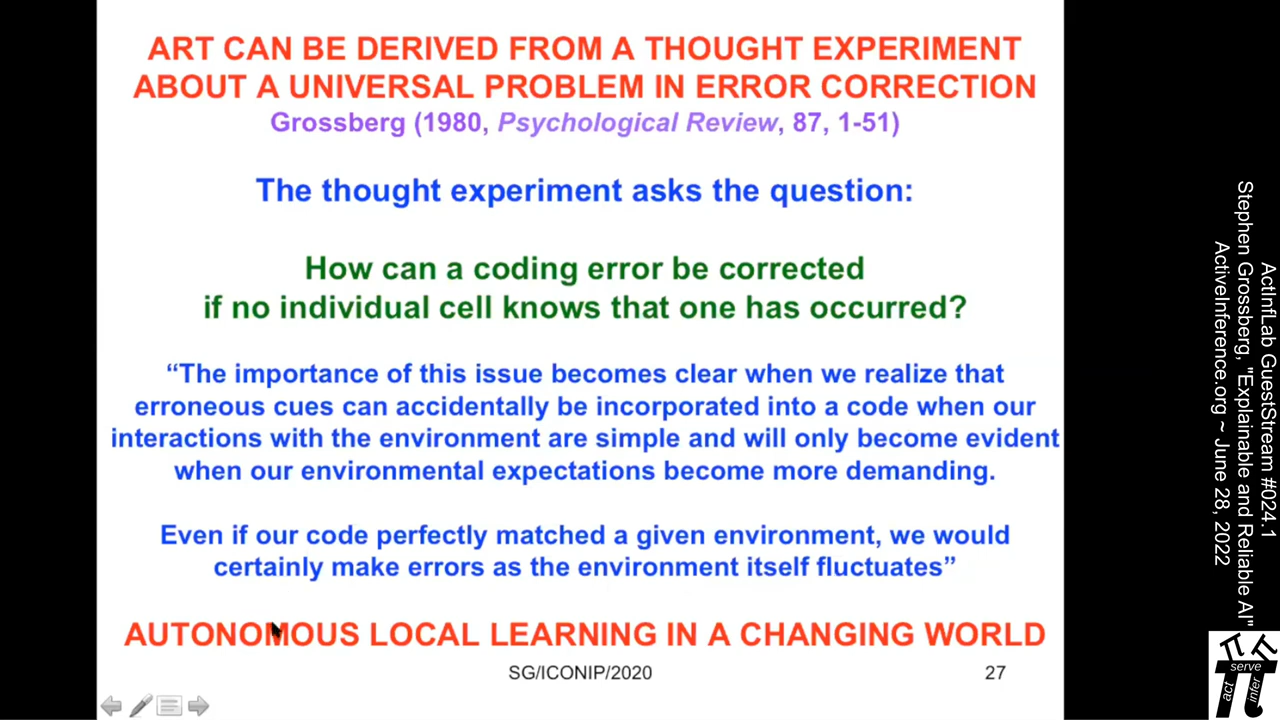 ART CAN BE DERIVED FROM A THOUGHT EXPERIMENT
ABOUT A UNIVERSAL PROBLEM IN ERROR CORRECTION
Grossberg (1980, Psychological Review, 87, 1-51)
The thought experiment asks the question:
How can a coding error be corrected
if no individual cell knows that one has occurred?
“The importance of this issue becomes clear when we realize that
erroneous cues can accidentally be incorporated into a code when our
interactions with the environment are simple and will only become evident
when our environmental expectations become more demanding.
Even if our code perfectly matched a given environment, we would
certainly make errors as the environment itself fluctuates”
AUTONOMOUS LOCAL LEARNING IN A CHANGING WORLD
SG/ICONIP/2020
27
ActInfLab GuestStream #024.1
Stephen Grossberg, "Explainable and Reliable AI"
ActiveInference.org ~ June 28, 2022
serve
act
infer